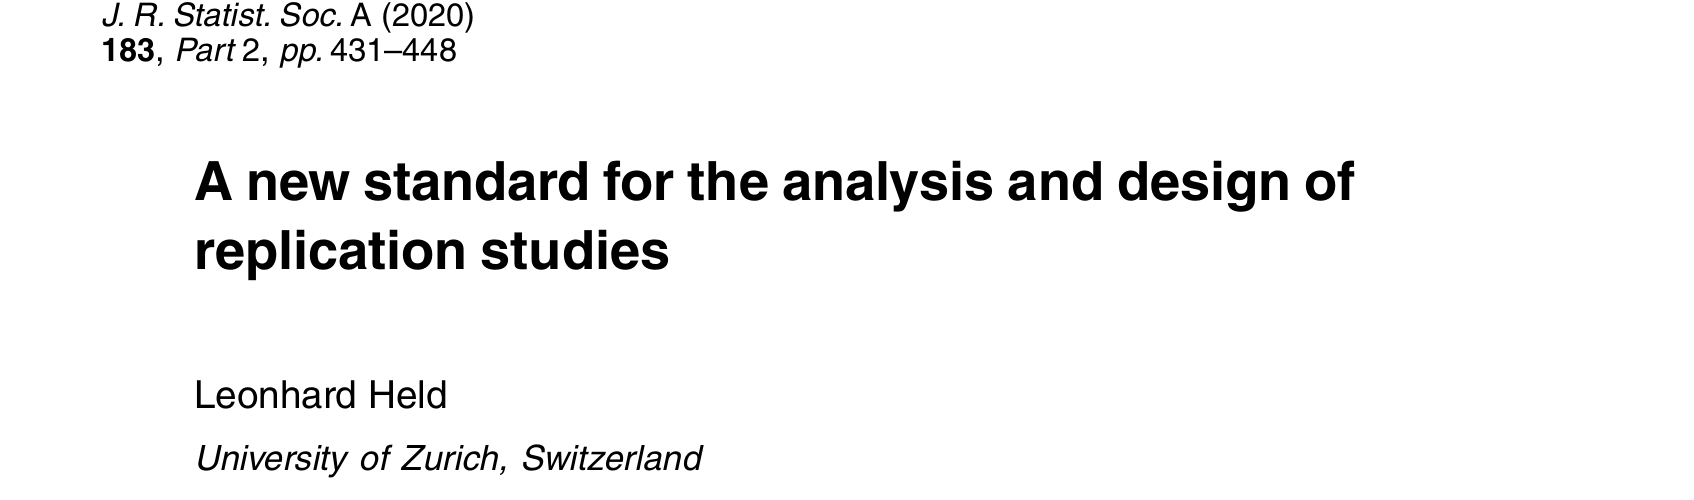 J. R. Statist. Soc. A (2020)
183, Part 2, pp. 431–448
A new standard for the analysis and design of
replication studies
Leonhard Held
University of Zurich, Switzerland